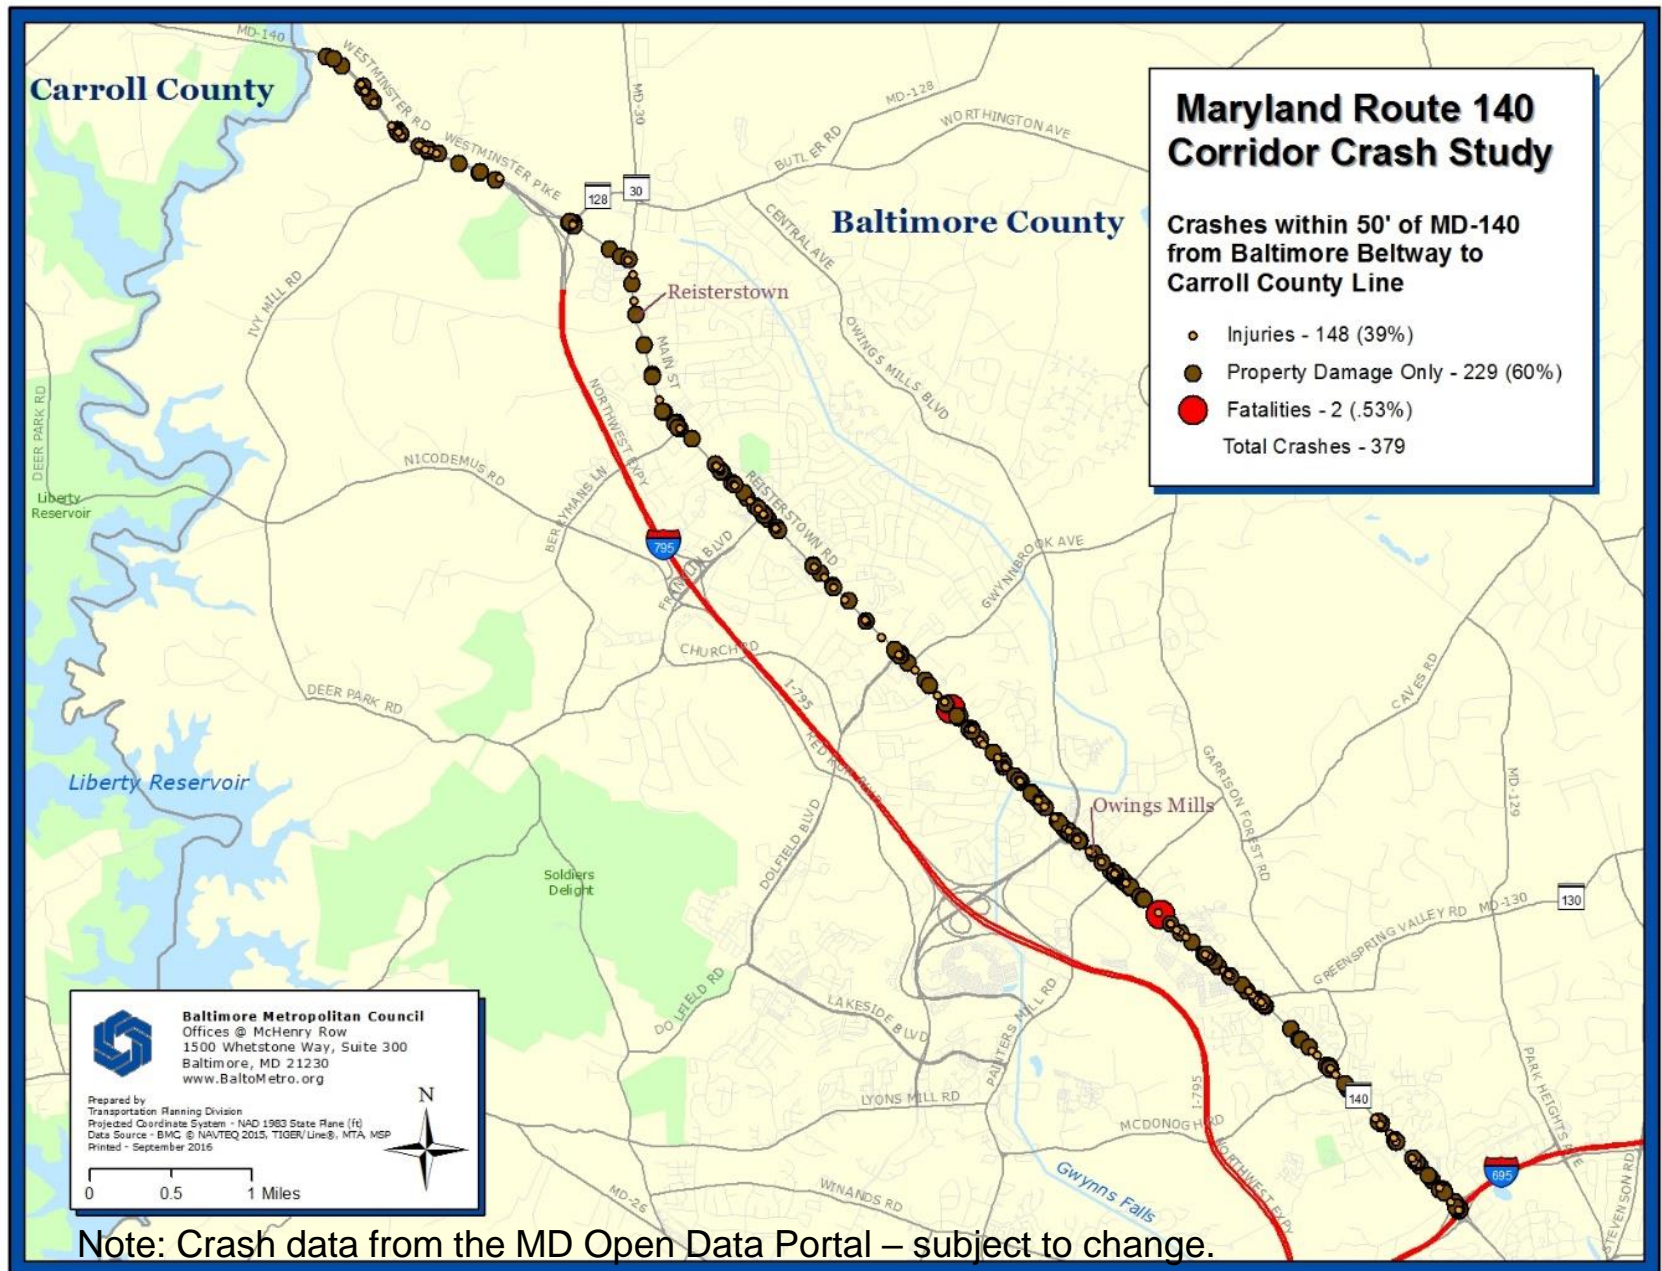 MD-140
WESTMINSTER RD
Carroll County
WESTMINSTER PIKE
MD-30
MD-128
BUTLER RD
WORTHINGTON AVE
128
30
Baltimore County
CENTRAL AVE
Maryland Route 140
Corridor Crash Study
Crashes within 50' of MD-140
from Baltimore Beltway to
Carroll County Line
Injuries - 148 (39%)
Property Damage Only - 229 (60%)
Fatalities - 2 (.53%)
Total Crashes - 379
IVY MILL RD
Reisterstown
MAIN ST
OWINGS MILLS BLVD
DEER PARK RD
NORTHWEST EXPY
NICODEMUS RD
BERRYMANS LN
REISTERSTOWN RD
Liberty
Reservoir
795
FRANKLIN BLVD
GWYNNBROOK AVE
CHURCH RD
DEER PARK RD
I-795
RED RUN BLVD
CAVES RD
GARRISON FOREST RD
MD-129
Liberty Reservoir
Owings Mills
DOLFIELD BLVD
Soldiers
Delight
GREENSPRING VALLEY RD
MD-130
130
DOLFIELD RD
LAKESIDE BLVD
PAINTERS MILL RD
I-795
PARK HEIGHTS AVE
LYONS MILL RD
140
MCDONOGH RD
NORTHWEST EXPY
695
STEVENSON RD
Gwynns Falls
WINANDS RD
MD-26
Baltimore Metropolitan Council
Offices @ McHenry Row
1500 Whetstone Way, Suite 300
Baltimore, MD 21230
www.BaltoMetro.org
Prepared by
Transportation Planning Division
Projected Coordinate System - NAD 1983 State Plane (ft)
Data Source - BMC, © NAVTEQ 2015, TIGER/Line®, MTA, MSP
Printed - September 2016
N
0 0.5 1 Miles
Note: Crash data from the MD Open Data Portal – subject to change.